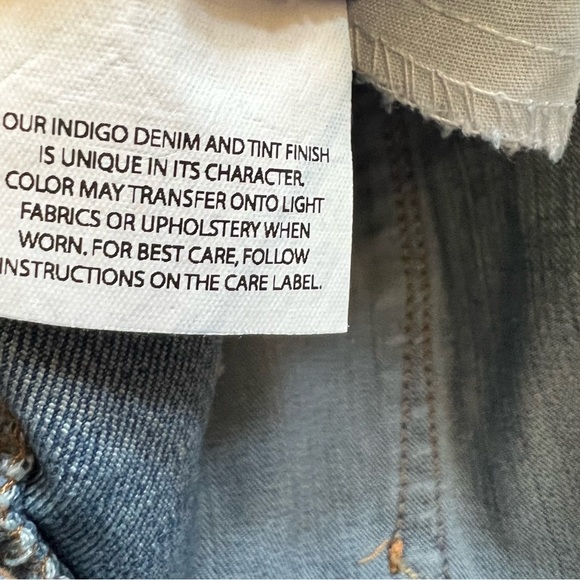 OUR INDIGO DENIM AND TINT FINISH
IS UNIQUE IN ITS CHARACTER.
COLOR MAY TRANSFER ONTO LIGHT
FABRICS OR UPHOLSTERY WHEN
WORN. FOR BEST CARE, FOLLOW
INSTRUCTIONS ON THE CARE LABEL.